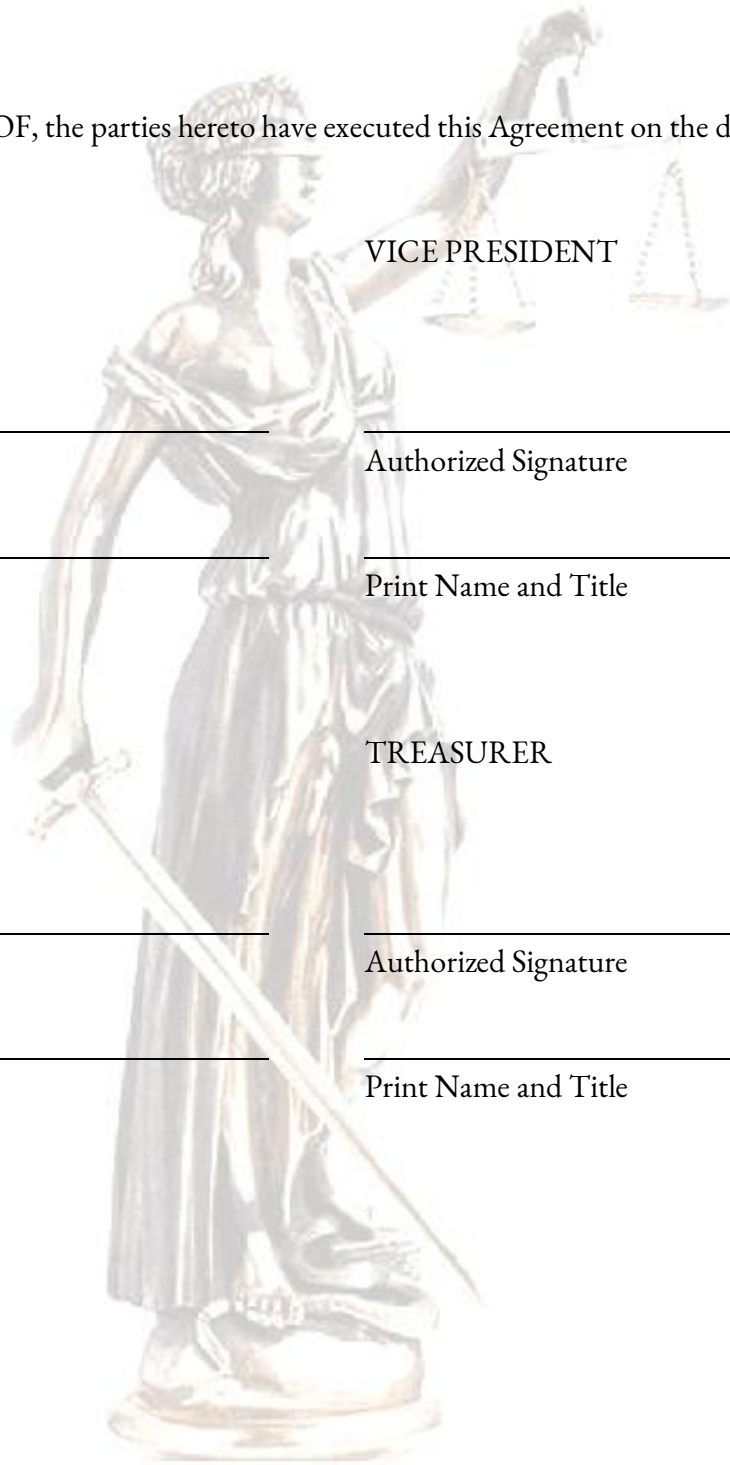 OF, the parties hereto have executed this Agreement on the d
VICE PRESIDENT
Authorized Signature
Print Name and Title
TREASURER
Authorized Signature
Print Name and Title